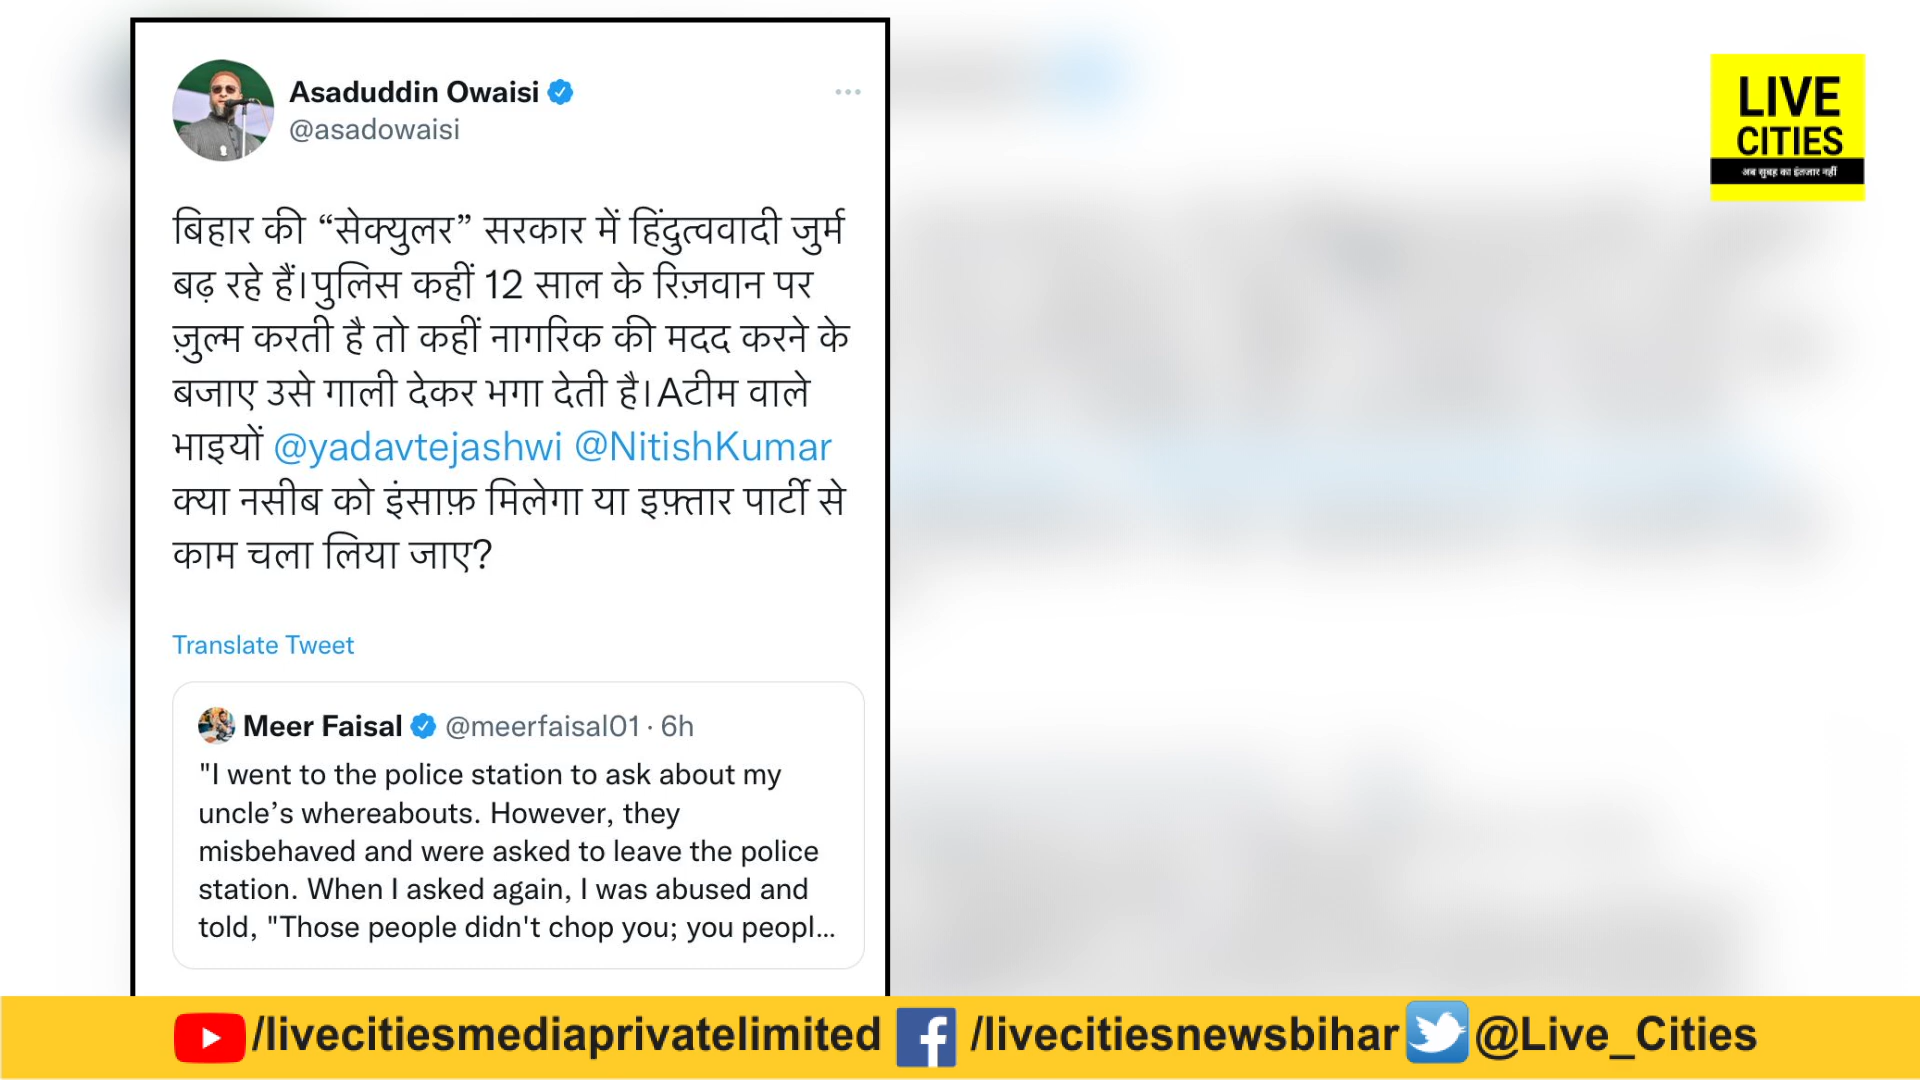 Asaduddin Owaisi
@asadowaisi
बिहार की “सेक्युलर” सरकार में हिंदुत्ववादी जुर्म
बढ़ रहे हैं।पुलिस कहीं 12 साल के रिज़वान पर
ज़ुल्म करती है तो कहीं नागरिक की मदद करने के
बजाए उसे गाली देकर भगा देती है।Aटीम वाले
भाइयों @yadavtejashwi @NitishKumar
क्या नसीब को इंसाफ़ मिलेगा या इफ़्तार पार्टी से
काम चला लिया जाए?
Translate Tweet
Meer Faisal @meerfaisal01 · 6h
"I went to the police station to ask about my
uncle’s whereabouts. However, they
misbehaved and were asked to leave the police
station. When I asked again, I was abused and
told, "Those people didn't chop you; you peopl...
LIVE
CITIES
अब सुबह का इंतजार नहीं
/livecitiesmediaprivatelimited /livecitiesnewsbihar @Live_Cities